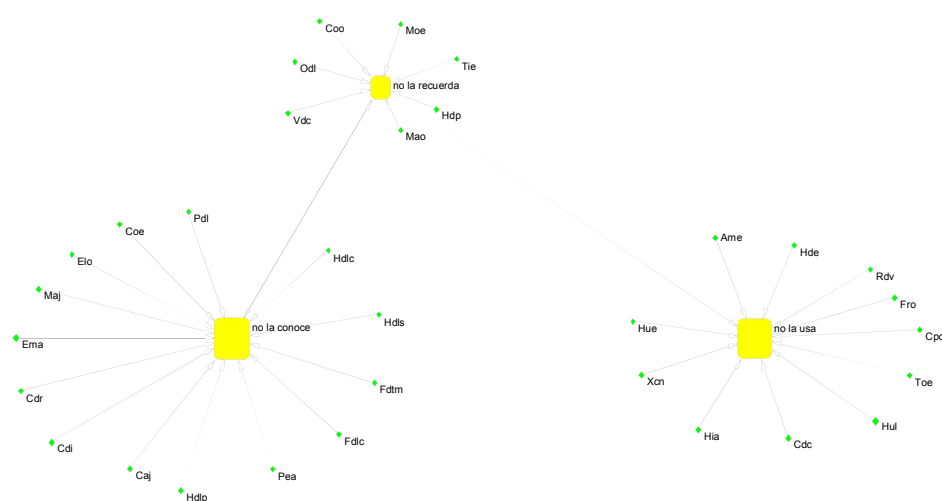 Coo
Moe
Odl
Tie
no la recuerda
Vdc
Hdp
Mao
Pdl
Coe
Elo
Hdlc
Maj
Hdls
no la conoce
Ema
Cdr
Fdtm
Cdi
Fdlc
Caj
Pea
Hdlp
Ame
Hde
Rdv
Fro
Hue
no la usa
Cpc
Xcn
Toe
Hia
Cdc
Hul